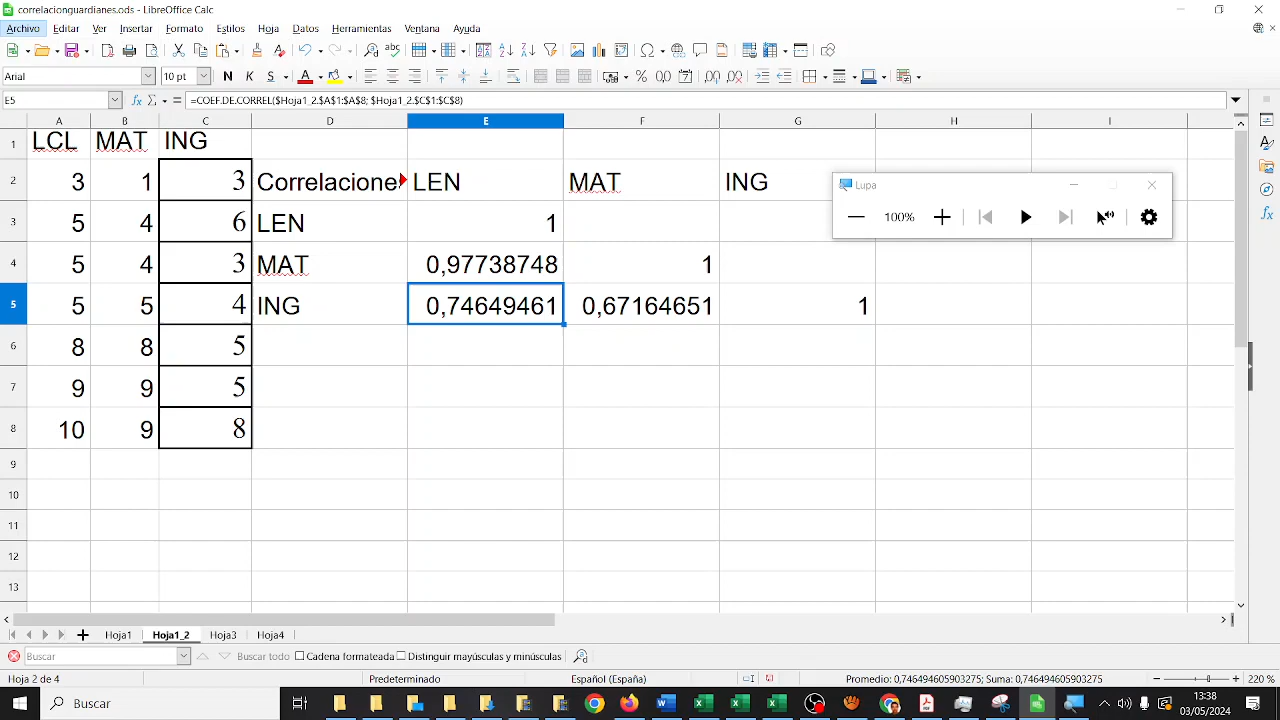 correlacionguardianes.ods - LibreOffice Calc
Archivo Editar Ver Insertar Formato Estilos Hoja Datos Herramientas Ventana Ayuda
Arial 10 pt
E5 =COEF.DE.CORREL($Hoja1_2.$A$1:$A$8; $Hoja1_2.$C$1:$C$8)
A B C D E F G H I
1 LCL MAT ING
2 3 1 3 Correlaciones LEN MAT ING
3 5 4 6 LEN 1
4 5 4 3 MAT 0,97738748 1
5 5 5 4 ING 0,74649461 0,67164651 1
6 8 8 5
7 9 9 5
8 10 9 8
9
10
11
12
13
Lupa
100%
Hoja1 Hoja1_2 Hoja3 Hoja4
Buscar Buscar todo Cadena formateada Distinguir mayúsculas y minúsculas
Hoja 2 de 4 Predeterminado Español (España) Promedio: 0,746494605903275; Suma: 0,746494605903275 220 %
Buscar
13:38
03/05/2024